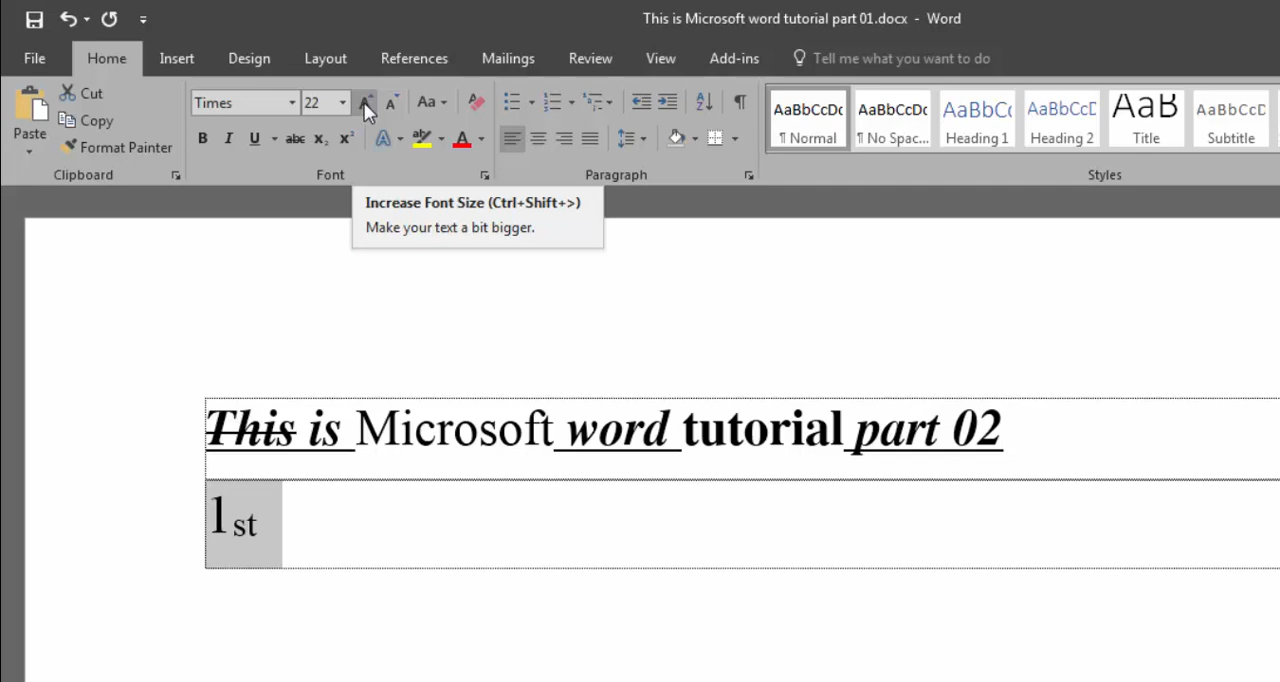 This is Microsoft word tutorial part 01.docx - Word
File Home Insert Design Layout References Mailings Review View Add-ins Tell me what you want to do
Paste
Cut
Copy
Format Painter
Clipboard
Times 22 A A Aa
B I U abc x₂ x² A aby A
Font
Paragraph
AaBbCcDc AaBbCcDc AaBbC AaBbCcD AaB AaBbCcD
¶ Normal ¶ No Spac... Heading 1 Heading 2 Title Subtitle
Styles
Increase Font Size (Ctrl+Shift+>)
Make your text a bit bigger.
This is Microsoft word tutorial part 02
1st